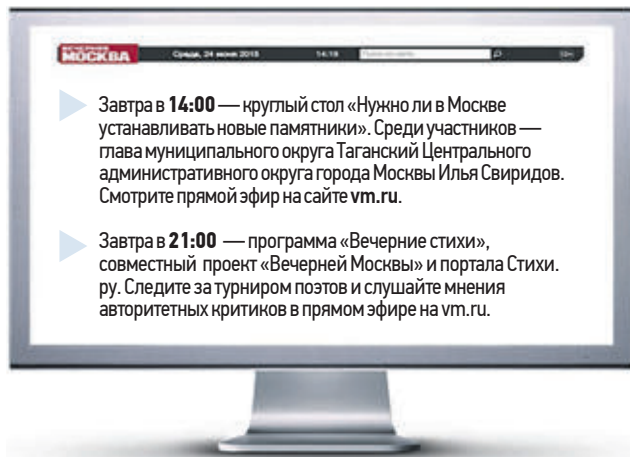 ВЕЧЕРНЯЯ
МОСКВА
Среда, 24 июня 2015
14:19
Завтра в 14:00 — круглый стол «Нужно ли в Москве
устанавливать новые памятники». Среди участников —
глава муниципального округа Таганский Центрального
административного округа города Москвы Илья Свиридов.
Смотрите прямой эфир на сайте vm.ru.
Завтра в 21:00 — программа «Вечерние стихи»,
совместный проект «Вечерней Москвы» и портала Стихи.
ру. Следите за турниром поэтов и слушайте мнения
авторитетных критиков в прямом эфире на vm.ru.